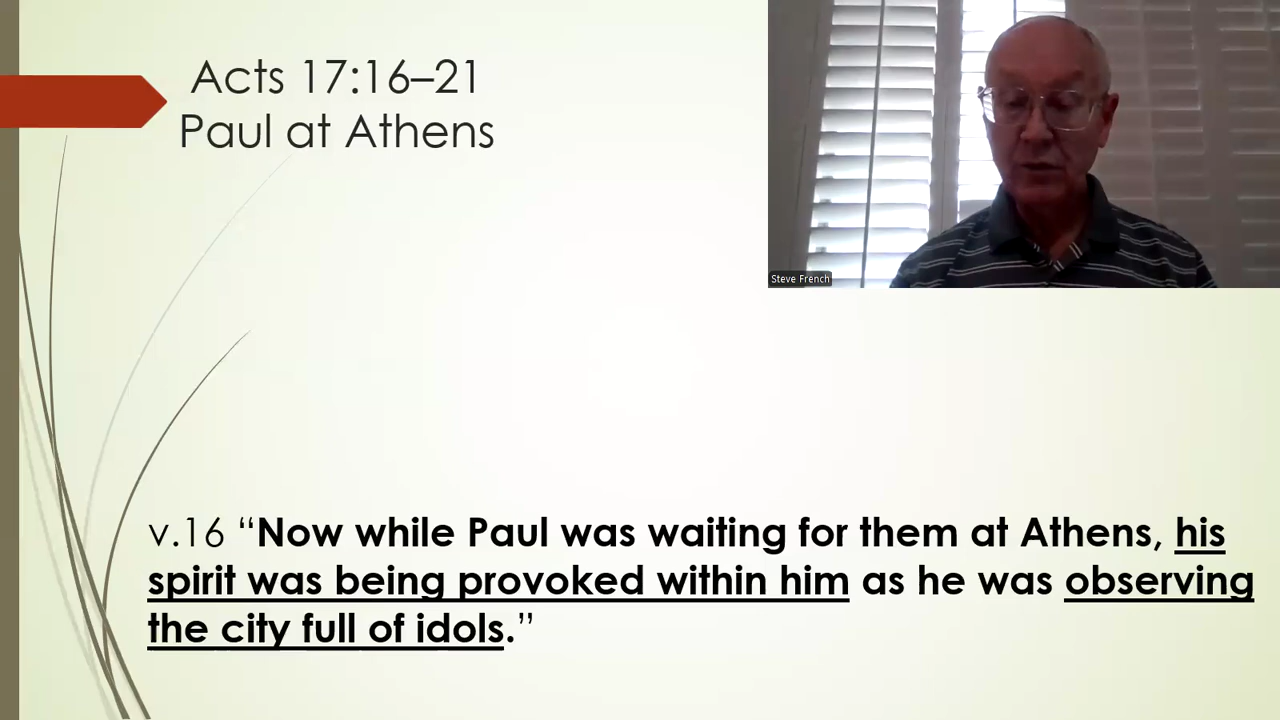 Acts 17:16–21
Paul at Athens
Steve French
v.16 “Now while Paul was waiting for them at Athens, his
spirit was being provoked within him as he was observing
the city full of idols.”